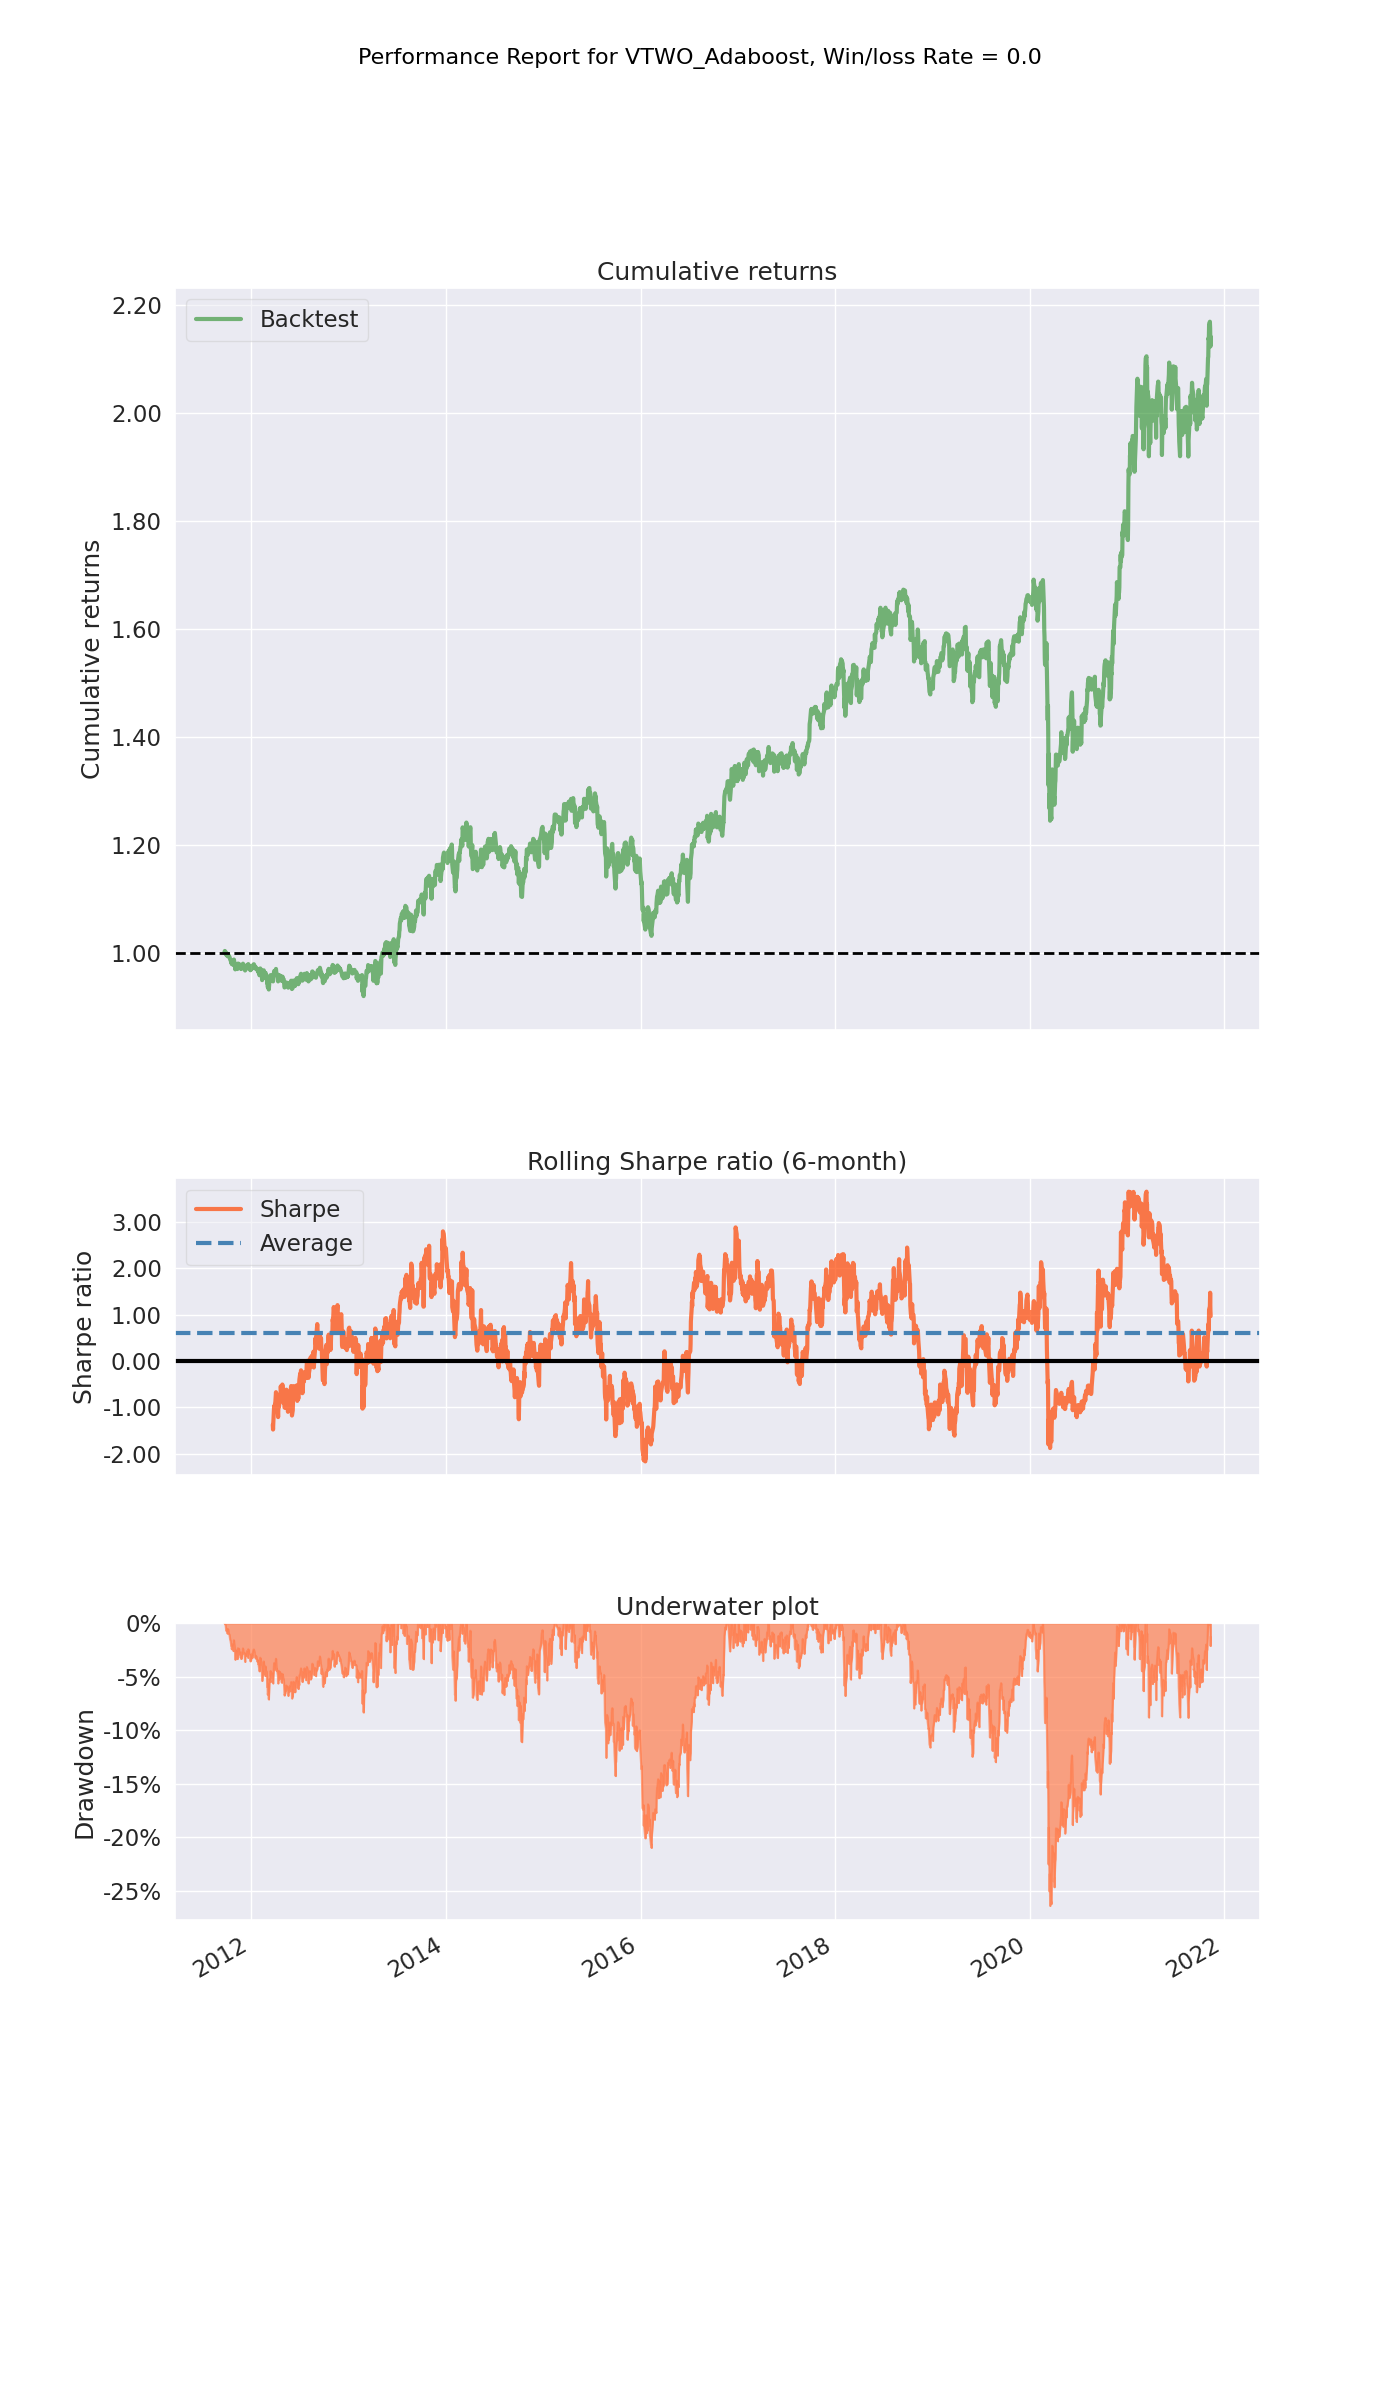 Performance Report for VTWO_Adaboost, Win/loss Rate = 0.0
Cumulative returns
2.20
Backtest
2.00
1.80
1.60
1.40
1.20
1.00
Cumulative returns
Rolling Sharpe ratio (6-month)
Sharpe
Average
3.00
2.00
1.00
0.00
-1.00
-2.00
Sharpe ratio
Underwater plot
0%
-5%
-10%
-15%
-20%
-25%
Drawdown
2012
2014
2016
2018
2020
2022